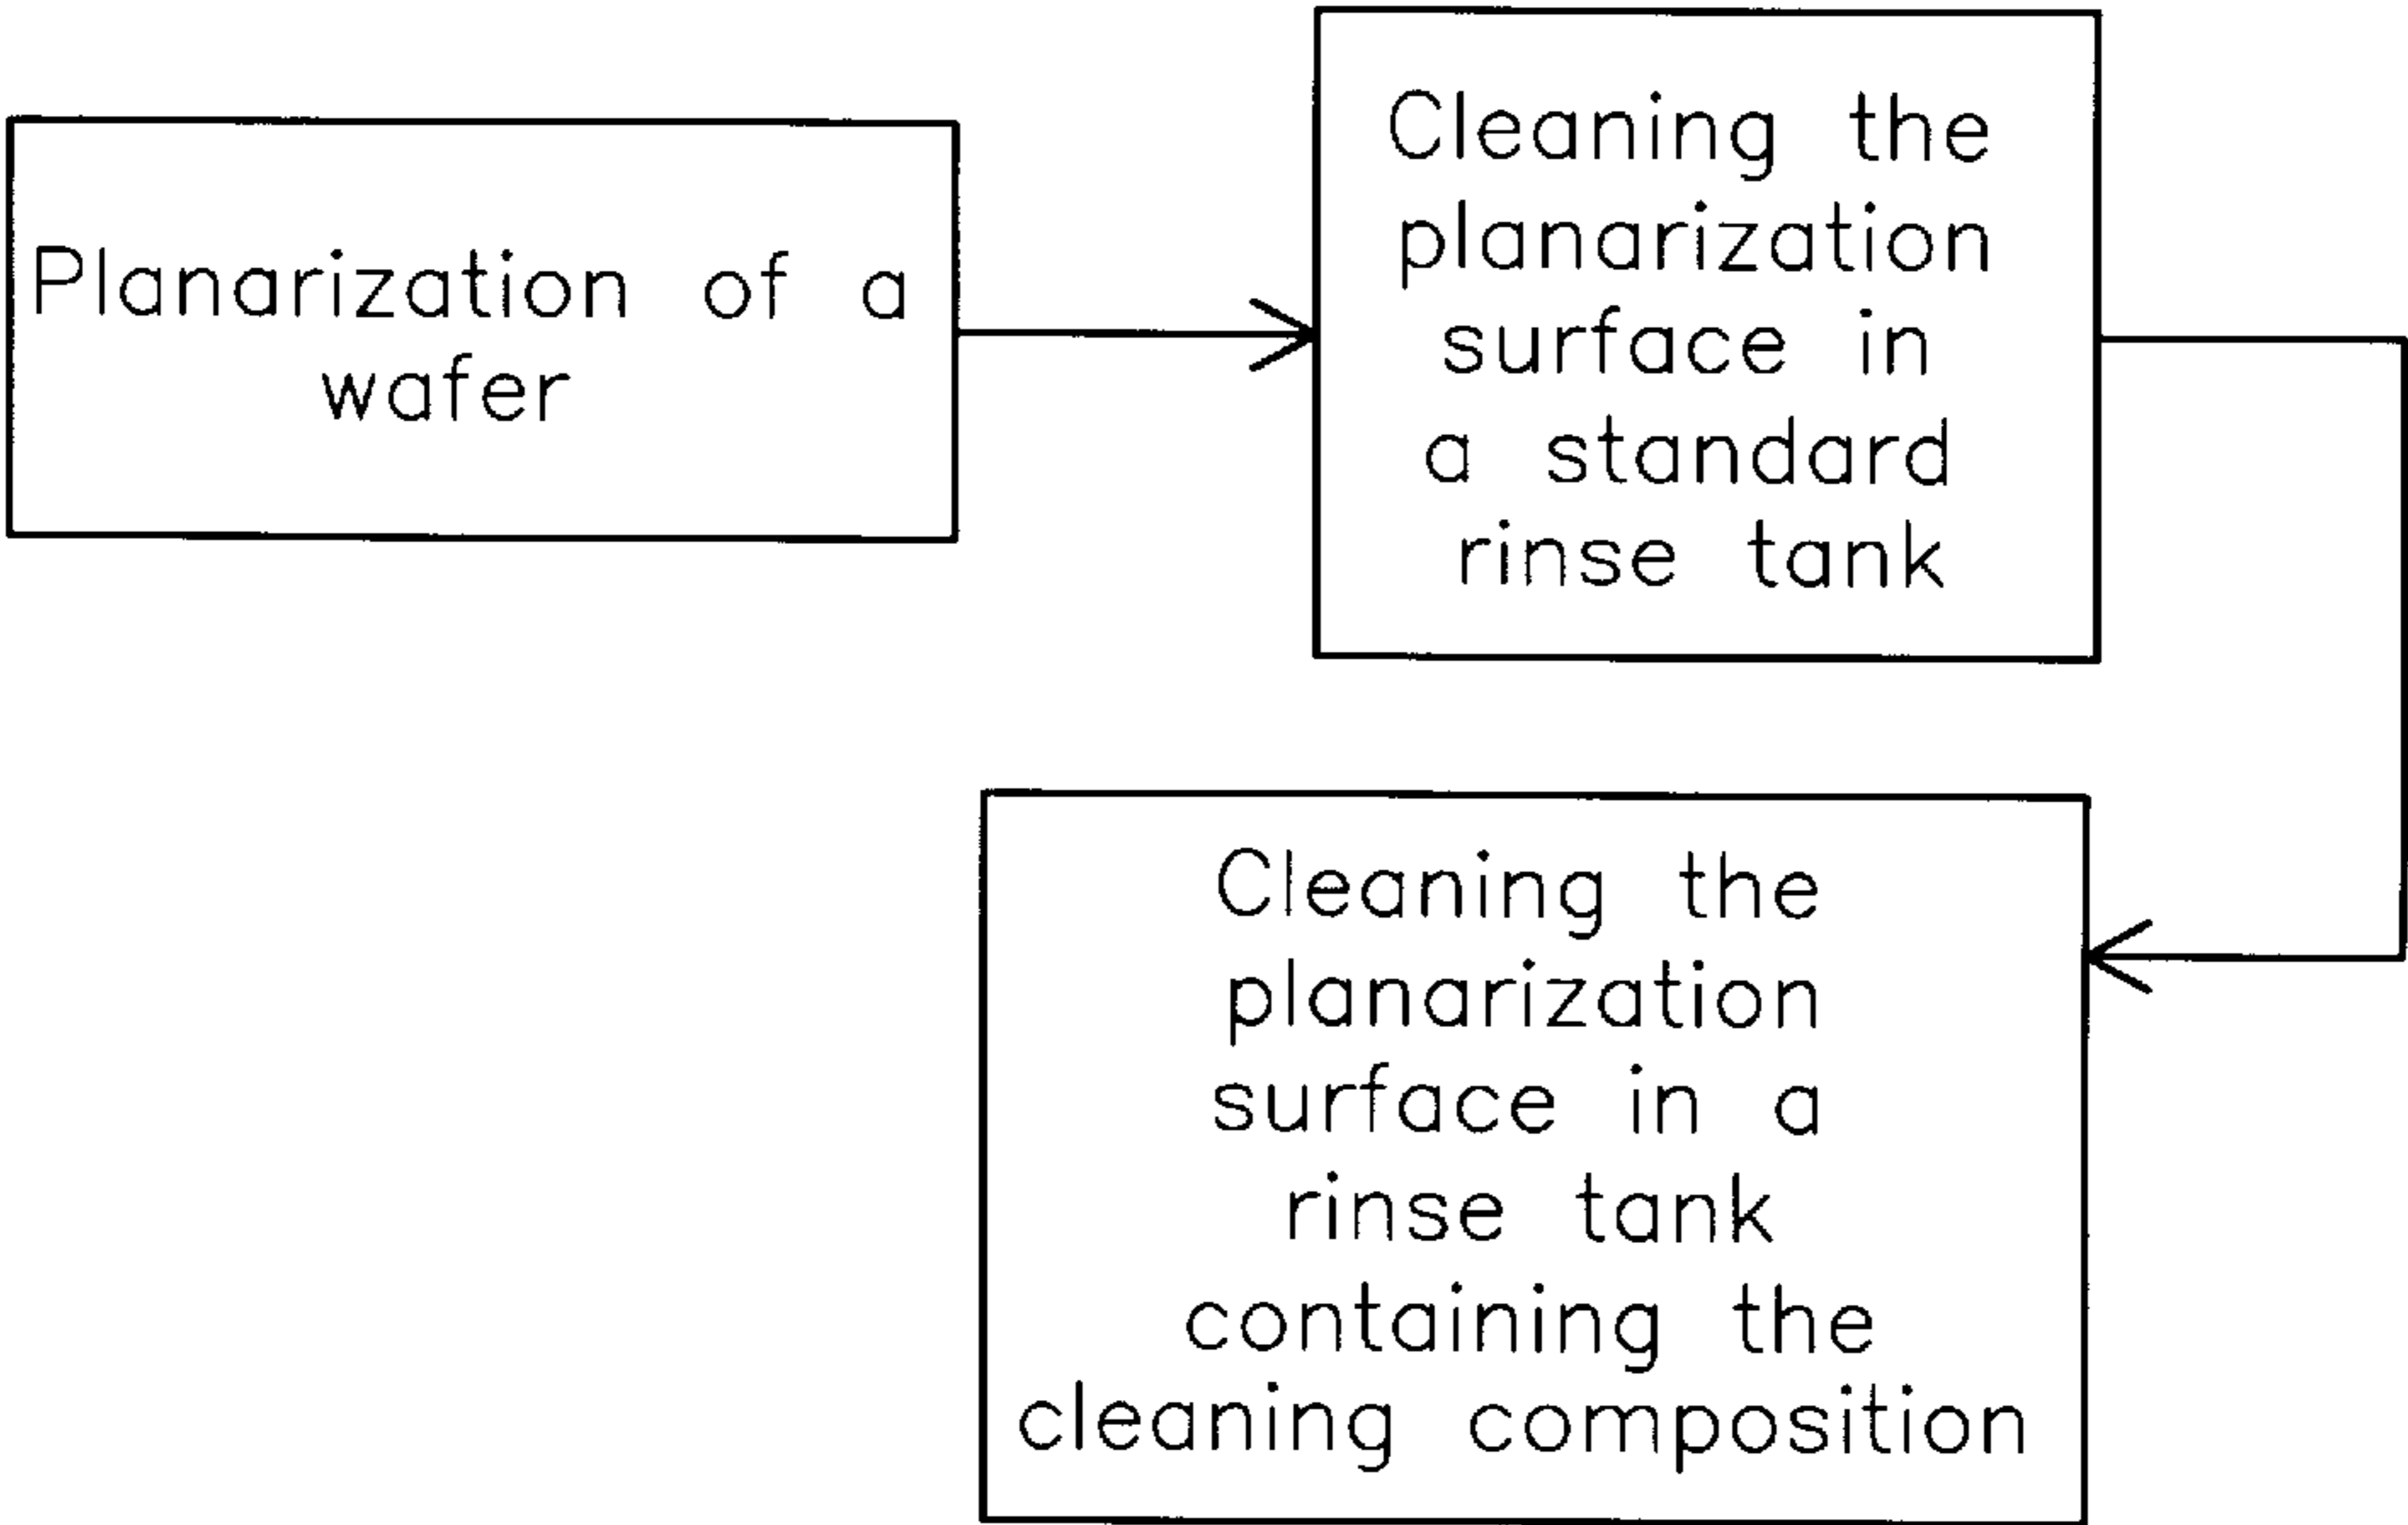 Planarization of a
wafer
Cleaning the
planarization
surface in
a standard
rinse tank
Cleaning the
planarization
surface in a
rinse tank
containing the
cleaning composition